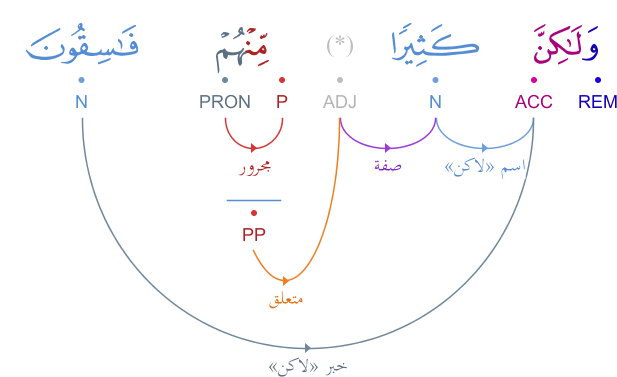 وَلَـٰكِنَّ كَثِيرًا (*) مِّنْهُمْ فَـٰسِقُونَ
REM ACC N ADJ P PRON N
اسم «لاكن» صفة مجرور
PP
متعلق
خبر «لاكن»